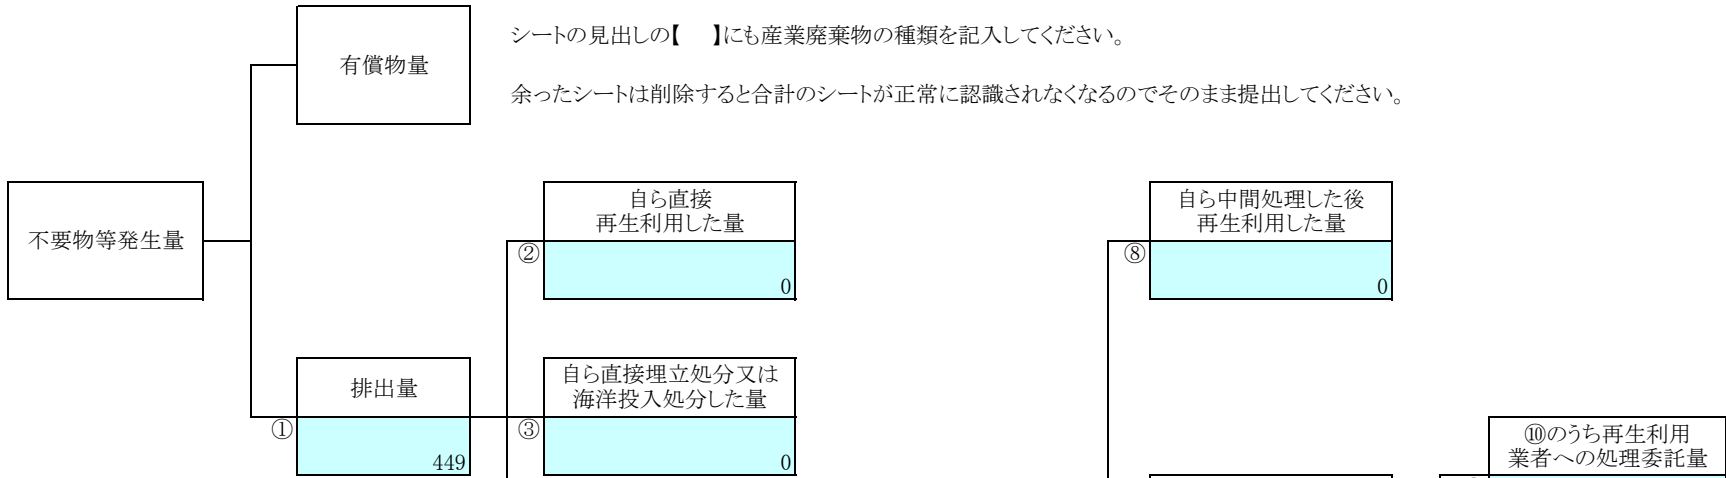 シートの見出しの【　】にも産業廃棄物の種類を記入してください。
有償物量
余ったシートは削除すると合計のシートが正常に認識されなくなるのでそのまま提出してください。
不要物等発生量
自ら直接
再生利用した量
②
0
自ら中間処理した後
再生利用した量
⑧
0
排出量
①
449
自ら直接埋立処分又は
海洋投入処分した量
③
0
⑩のうち再生利用
業者への処理委託量